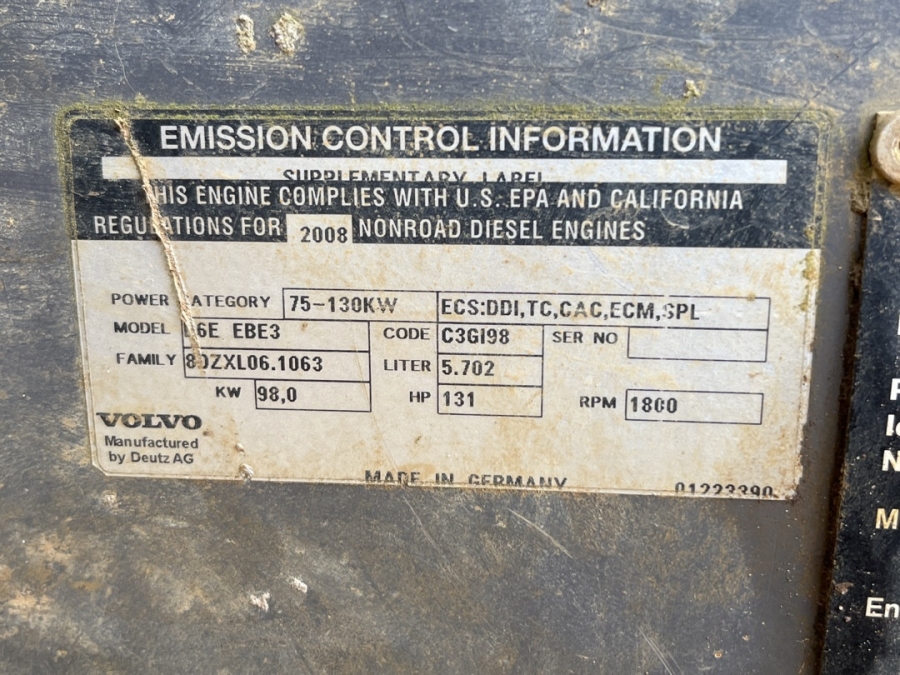 EMISSION CONTROL INFORMATION
SUPPLEMENTARY LABEL
THIS ENGINE COMPLIES WITH U.S. EPA AND CALIFORNIA
REGULATIONS FOR 2008 NONROAD DIESEL ENGINES
POWER CATEGORY 75-130KW ECS:DDI,TC,CAC,ECM,SPL
MODEL D6E EBE3 CODE C3GI98 SER NO
FAMILY 8DZXL06.1063 LITER 5.702
KW 98,0 HP 131 RPM 1800
VOLVO
Manufactured
by Deutz AG
MADE IN GERMANY 01223390
En